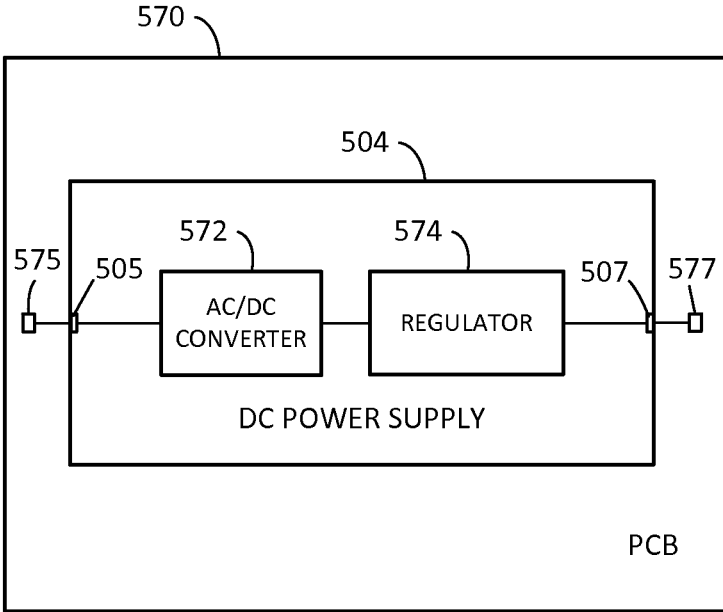 570
504
572
574
575
505
507
577
AC/DC
CONVERTER
REGULATOR
DC POWER SUPPLY
PCB